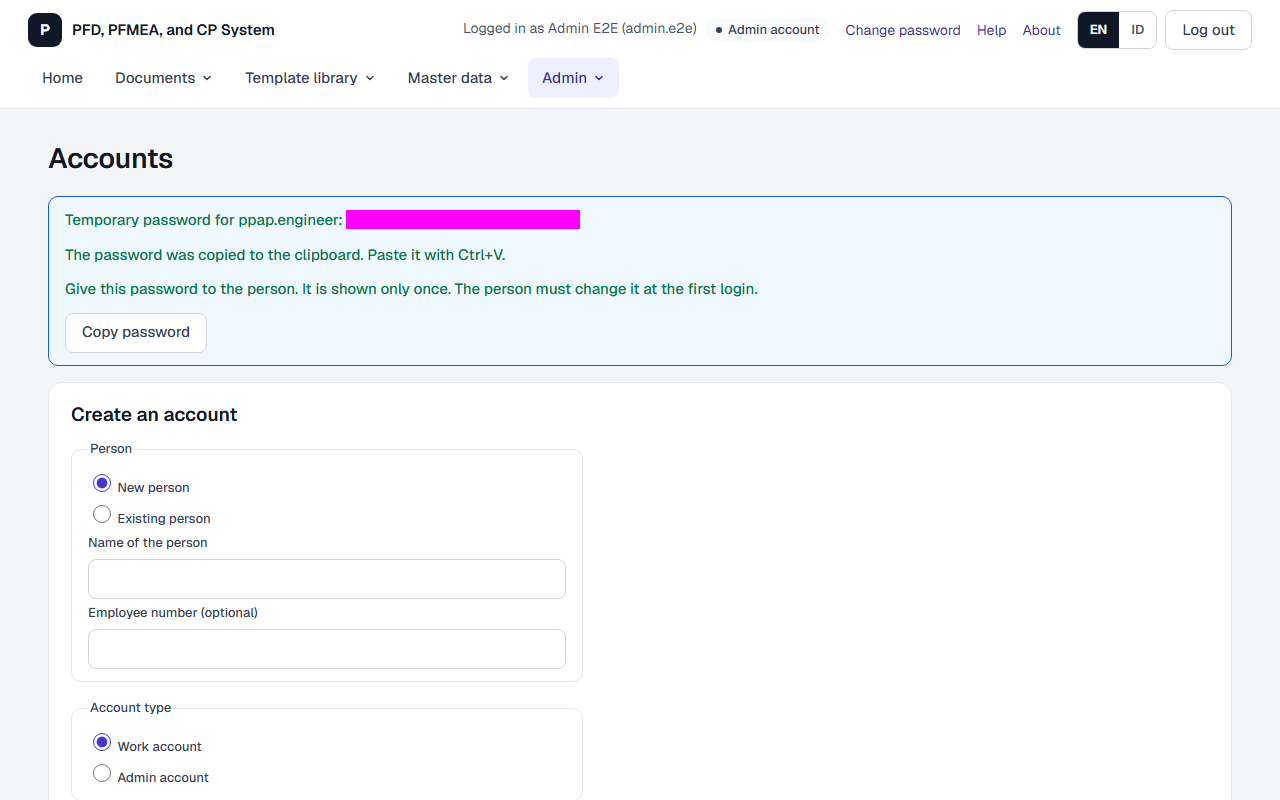 P
PFD, PFMEA, and CP System
Logged in as Admin E2E (admin.e2e)
Admin account
Change password
Help
About
EN
ID
Log out
Home
Documents
Template library
Master data
Admin
Accounts
Temporary password for ppap.engineer:
The password was copied to the clipboard. Paste it with Ctrl+V.
Give this password to the person. It is shown only once. The person must change it at the first login.
Copy password
Create an account
Person
New person
Existing person
Name of the person
Employee number (optional)
Account type
Work account
Admin account